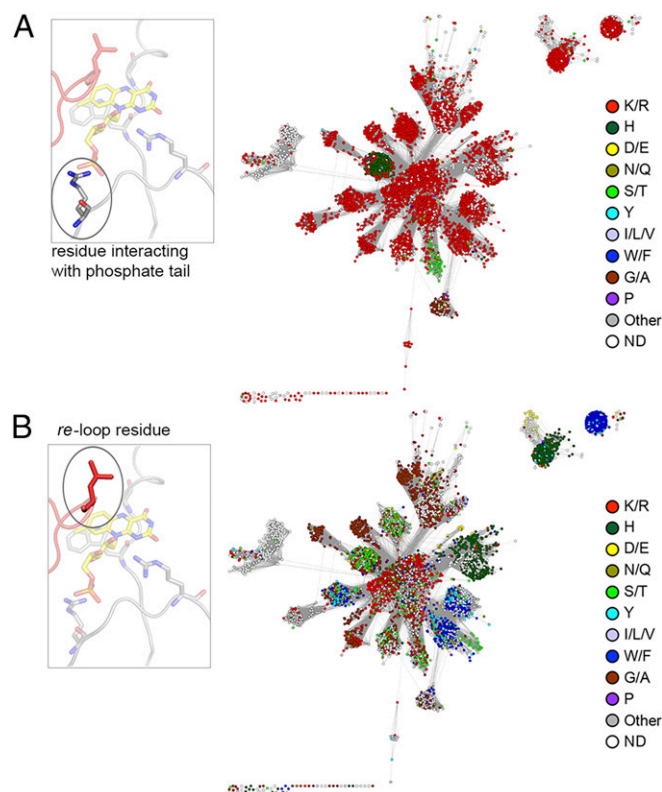 A
residue interacting
with phosphate tail
K/R
H
D/E
N/Q
S/T
Y
I/L/V
W/F
G/A
P
Other
ND
B
re-loop residue
K/R
H
D/E
N/Q
S/T
Y
I/L/V
W/F
G/A
P
Other
ND